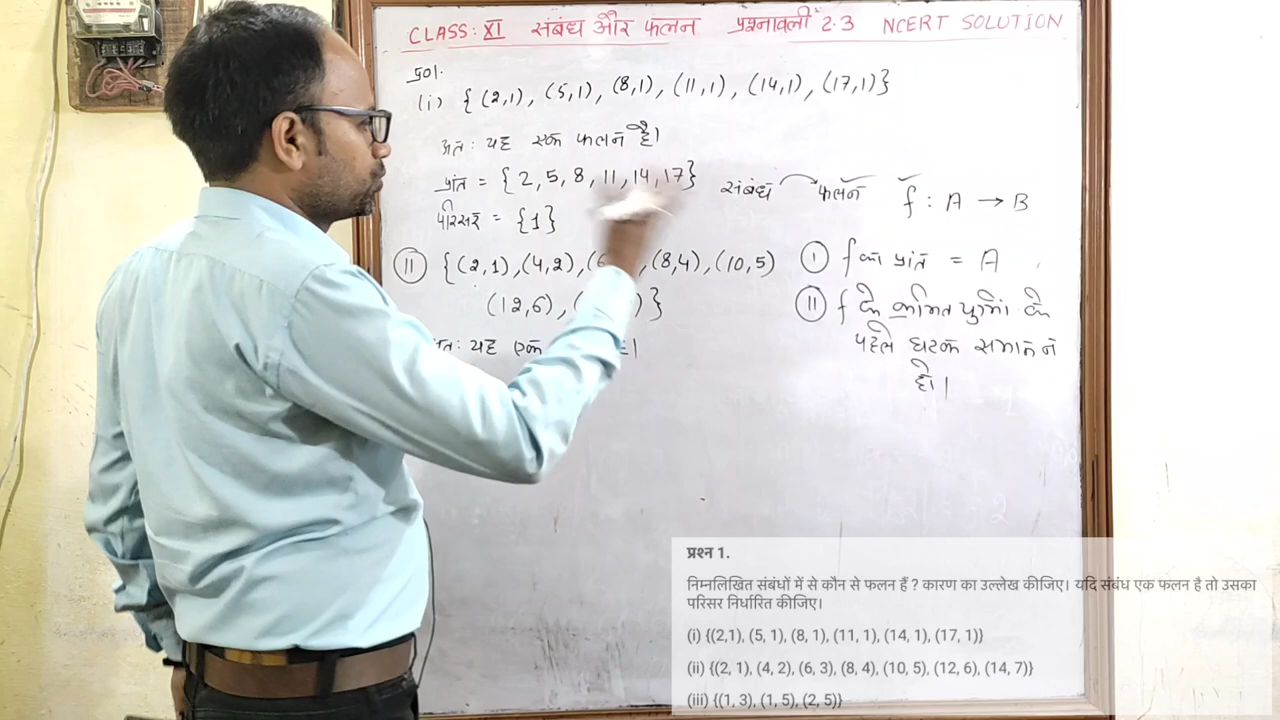 CLASS: XI संबंध और फलन प्रश्नावली 2.3 NCERT SOLUTION
प्र01.
(i) { (2,1), (5,1), (8,1), (11,1), (14,1), (17,1)}
अतः यह एक फलन है।
प्रांत = {2, 5, 8, 11, 14, 17}
परिसर = {1}
संबंध फलन f : A → B
(II) {(2,1), (4,2), (6 (8,4), (10,5)
(12,6), ( )}
यह एक
(I) f का प्रांत = A
(II) f के क्रमित युग्मों के
पहले घटक समान न
हो।
प्रश्न 1.
निम्नलिखित संबंधों में से कौन से फलन हैं ? कारण का उल्लेख कीजिए। यदि संबंध एक फलन है तो उसका
परिसर निर्धारित कीजिए।
(i) {(2,1), (5, 1), (8, 1), (11, 1), (14, 1), (17, 1)}
(ii) {(2, 1), (4, 2), (6, 3), (8, 4), (10, 5), (12, 6), (14, 7)}
(iii) {(1, 3), (1, 5), (2, 5)}